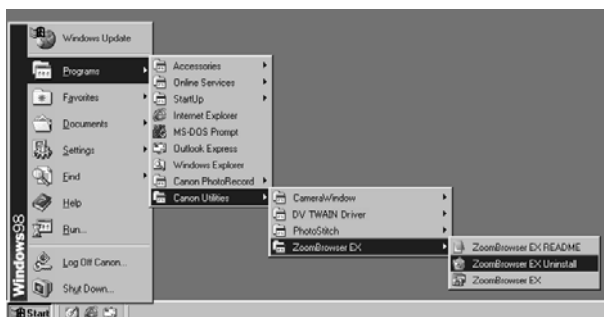 Windows Update
Programs
Favorites
Documents
Settings
Find
Help
Run...
Log Off Canon...
Shut Down...
Windows98
Start
Accessories
Online Services
StartUp
Internet Explorer
MS-DOS Prompt
Outlook Express
Windows Explorer
Canon PhotoRecord
Canon Utilities
CameraWindow
DV TWAIN Driver
PhotoStitch
ZoomBrowser EX
ZoomBrowser EX README
ZoomBrowser EX Uninstall
ZoomBrowser EX